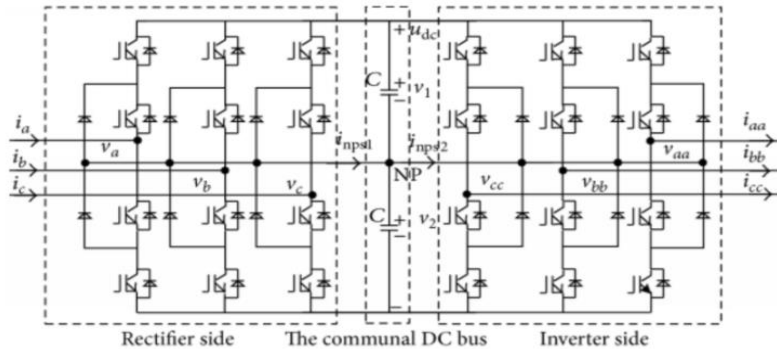 + u_dc
C + v_1
−
i_a i_nps1 i_nps2 i_aa
v_a v_aa
i_b NP i_bb
v_b v_c v_cc v_bb
i_c i_cc
C + v_2
−
−
Rectifier side The communal DC bus Inverter side